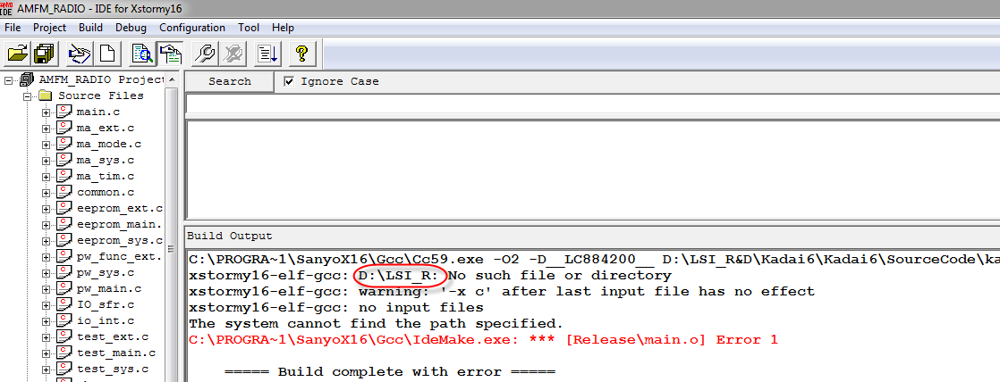 SANYO
IDE
AMFM_RADIO - IDE for Xstormy16
File Project Build Debug Configuration Tool Help
AMFM_RADIO Project
Source Files
main.c
ma_ext.c
ma_mode.c
ma_sys.c
ma_tim.c
common.c
eeprom_ext.c
eeprom_main.
eeprom_sys.c
pw_func_ext.
pw_sys.c
pw_main.c
IO_sfr.c
io_int.c
test_ext.c
test_main.c
test_sys.c
Search Ignore Case
Build Output
C:\PROGRA~1\SanyoX16\Gcc\Cc59.exe -O2 -D__LC884200__ D:\LSI_R&D\Kadai6\Kadai6\SourceCode\ka
xstormy16-elf-gcc: D:\LSI_R: No such file or directory
xstormy16-elf-gcc: warning: '-x c' after last input file has no effect
xstormy16-elf-gcc: no input files
The system cannot find the path specified.
C:\PROGRA~1\SanyoX16\Gcc\IdeMake.exe: *** [Release\main.o] Error 1
===== Build complete with error =====